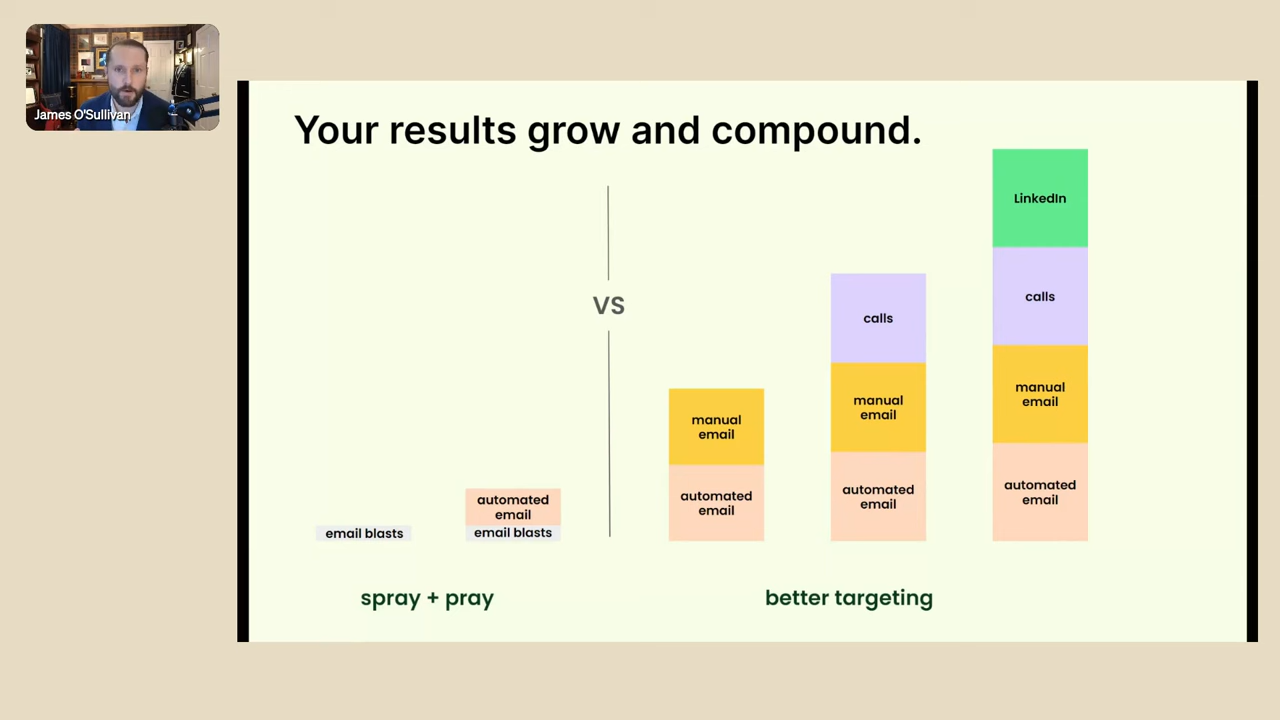 James O'Sullivan
Your results grow and compound.
VS
email blasts
automated
email
email blasts
manual
email
automated
email
calls
manual
email
automated
email
LinkedIn
calls
manual
email
automated
email
spray + pray
better targeting